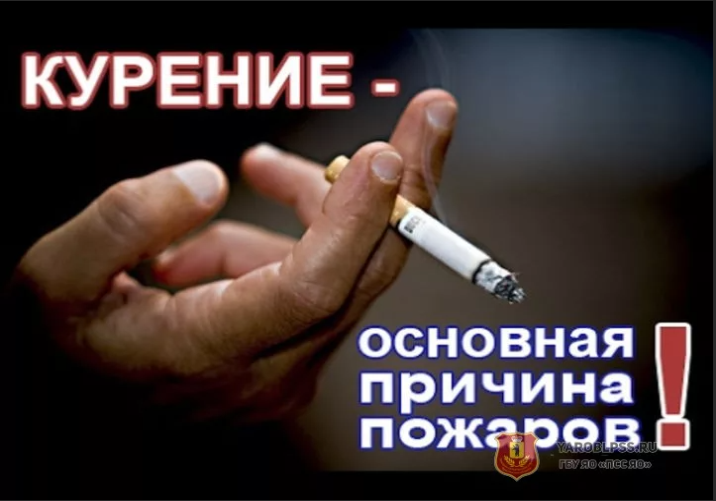 КУРЕНИЕ -
основная
причина
пожаров!
YAROBLPSS.RU
ГБУ ЯО «ПСС ЯО»